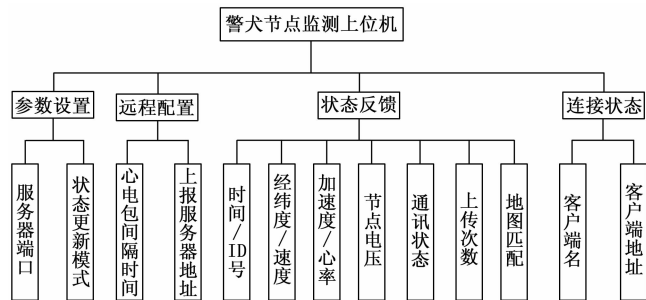 警犬节点监测上位机
参数设置
远程配置
状态反馈
连接状态
服务器端口
状态更新模式
心电包间隔时间
上报服务器地址
时间/ID号
经纬度/速度
加速度/心率
节点电压
通讯状态
上传次数
地图匹配
客户端名
客户端地址